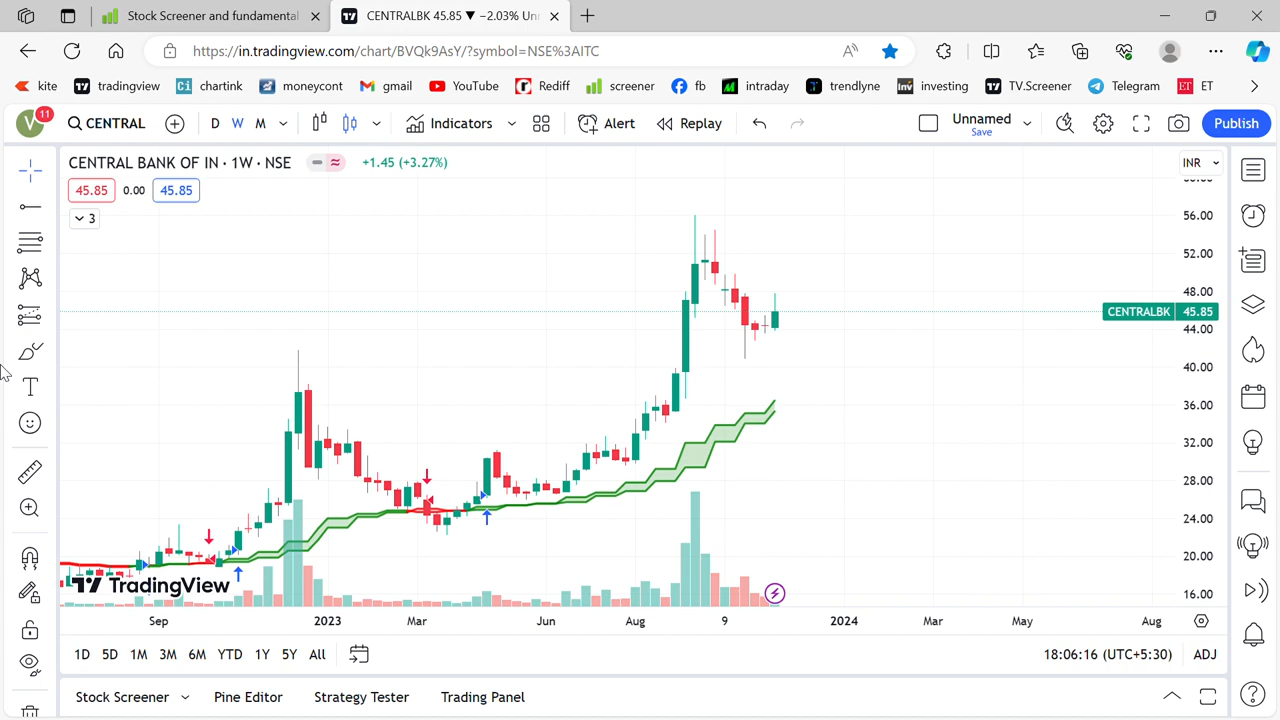 Stock Screener and fundamental
CENTRALBK 45.85 ▼ −2.03% Unn
https://in.tradingview.com/chart/BVQk9AsY/?symbol=NSE%3AITC
kite
tradingview
Ci chartink
moneycont
gmail
YouTube
Rediff
screener
fb
intraday
trendlyne
Inv investing
TV.Screener
Telegram
ET ET
V 11
CENTRAL
D W M
Indicators
Alert
Replay
Unnamed
Save
Publish
CENTRAL BANK OF IN · 1W · NSE
+1.45 (+3.27%)
INR
45.85 0.00 45.85
3
56.00
52.00
48.00
CENTRALBK 45.85
44.00
40.00
36.00
32.00
28.00
24.00
20.00
16.00
TradingView
Sep 2023 Mar Jun Aug 9 2024 Mar May Aug
1D 5D 1M 3M 6M YTD 1Y 5Y All
18:06:16 (UTC+5:30) ADJ
Stock Screener Pine Editor Strategy Tester Trading Panel